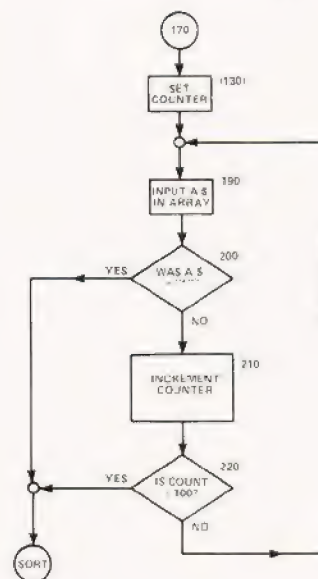 170
(130)
SET
COUNTER
190
INPUT A$
IN ARRAY
200
YES
WAS A$
NO
210
INCREMENT
COUNTER
220
YES
IS COUNT
100?
NO
SORT